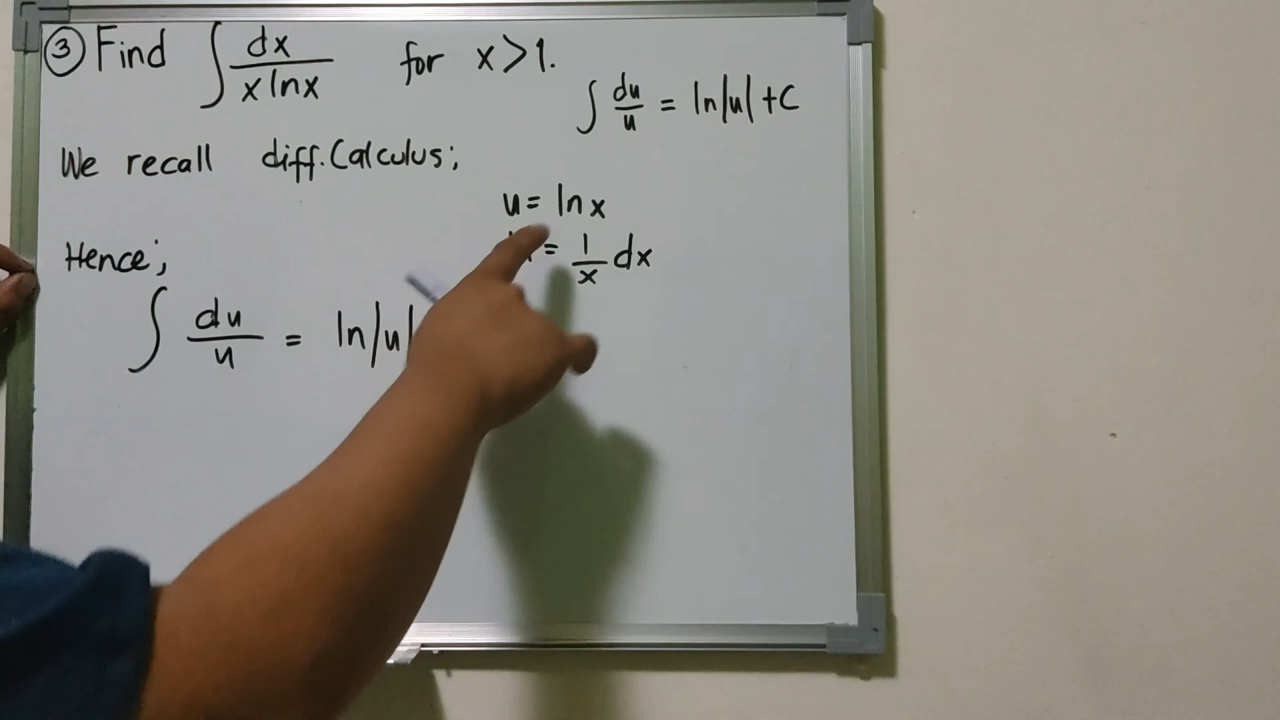 ③ Find ∫ dx / x ln x for x > 1.
∫ du/u = ln|u| + C
We recall diff. Calculus;
u = ln x
= 1/x dx
Hence;
∫ du/u = ln|u|